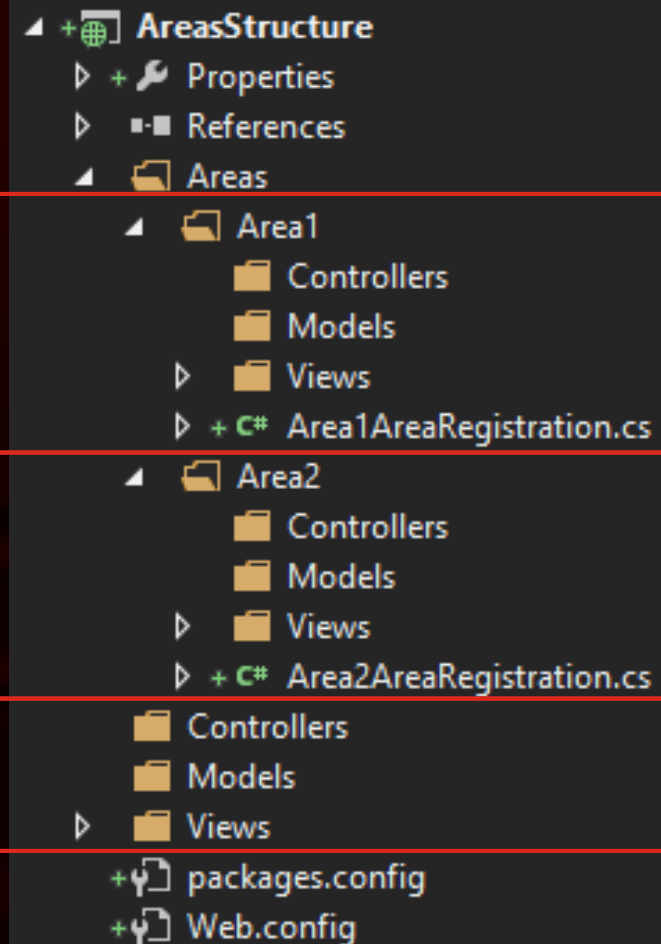 AreasStructure
Properties
References
Areas
Area1
Controllers
Models
Views
C# Area1AreaRegistration.cs
Area2
Controllers
Models
Views
C# Area2AreaRegistration.cs
Controllers
Models
Views
packages.config
Web.config